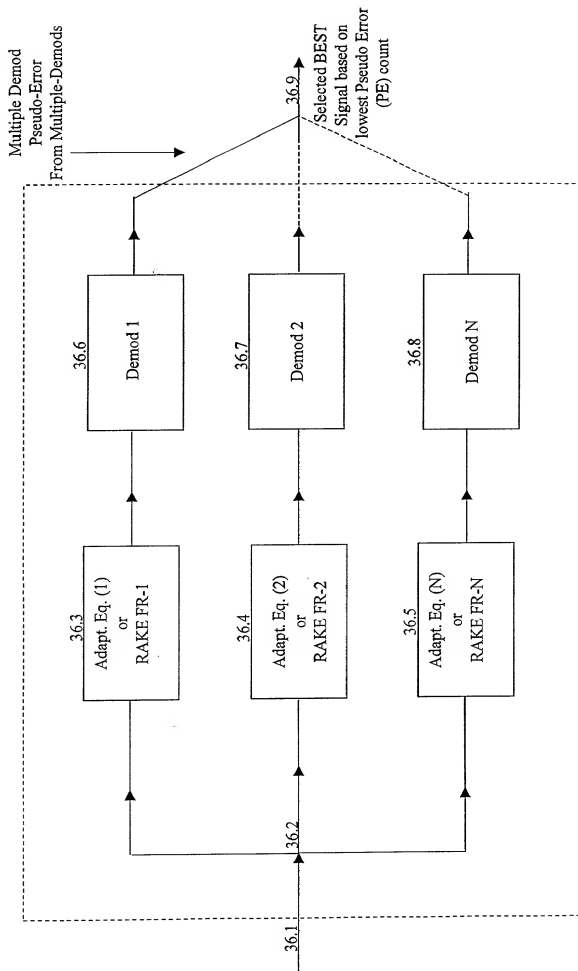 Multiple Demod
Pseudo-Error
From Multiple-Demods
36.1
36.2
36.3
Adapt. Eq. (1)
or
RAKE FR-1
36.6
Demod 1
36.4
Adapt. Eq. (2)
or
RAKE FR-2
36.7
Demod 2
36.5
Adapt. Eq. (N)
or
RAKE FR-N
36.8
Demod N
36.9
Selected BEST
Signal based on
lowest Pseudo Error
(PE) count